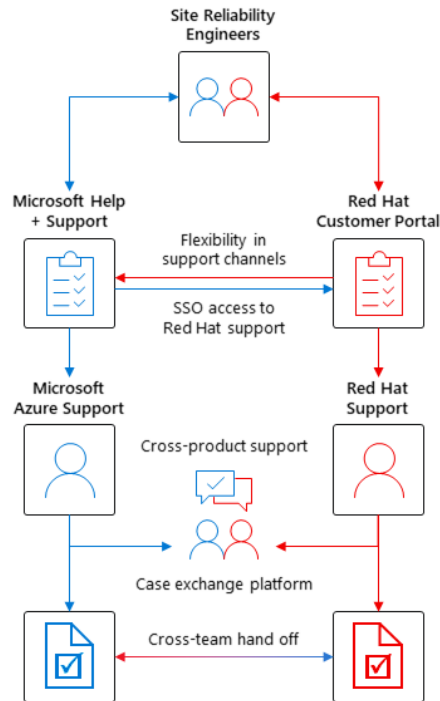 Site Reliability
Engineers
Microsoft Help
+ Support
Red Hat
Customer Portal
Flexibility in
support channels
SSO access to
Red Hat support
Microsoft
Azure Support
Red Hat
Support
Cross-product support
Case exchange platform
Cross-team hand off